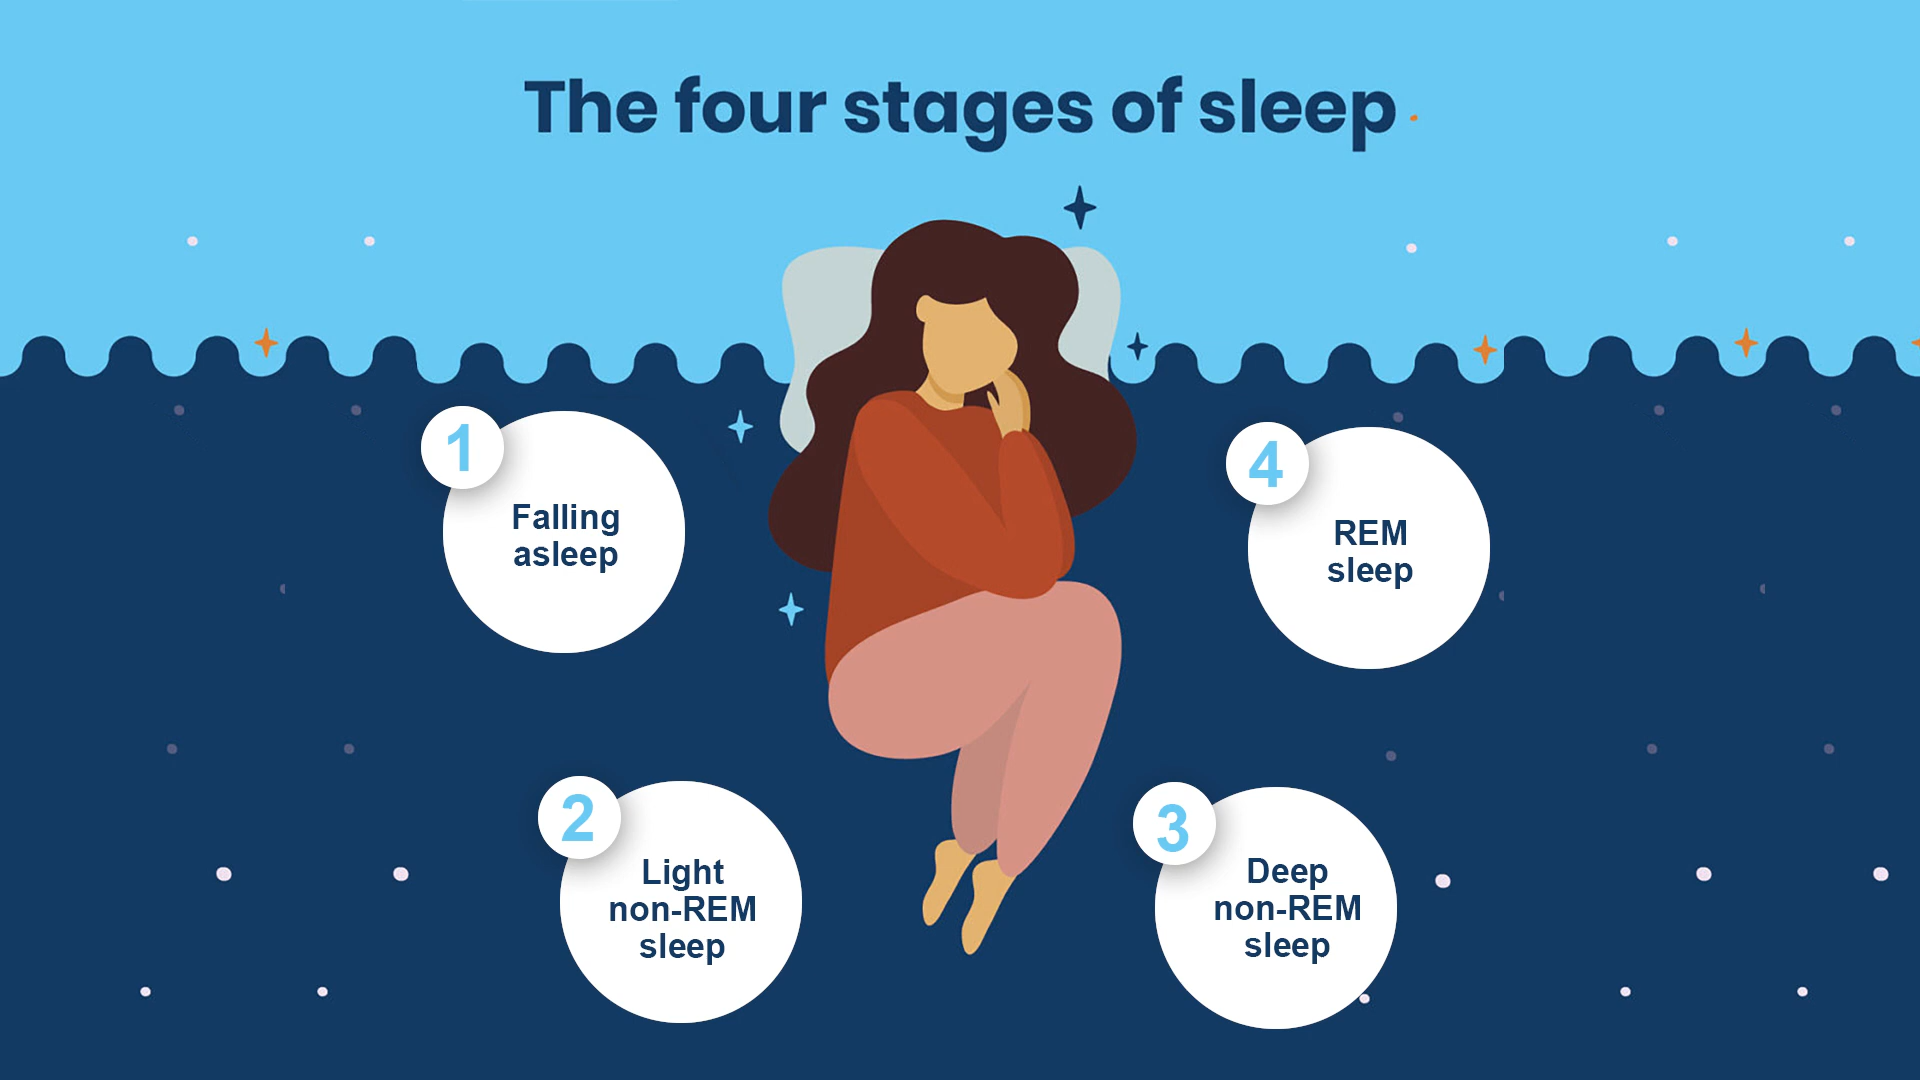 The four stages of sleep
1
Falling
asleep
2
Light
non-REM
sleep
3
Deep
non-REM
sleep
4
REM
sleep